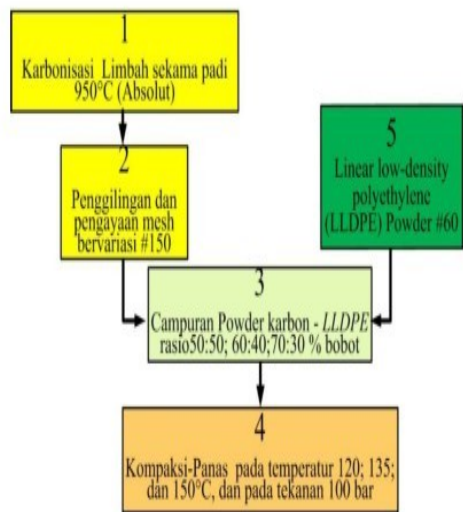 1
Karbonisasi Limbah sekama padi
950°C (Absolut)
2
Penggilingan dan
pengayaan mesh
bervariasi #150
5
Linear low-density
polyethylene
(LLDPE) Powder #60
3
Campuran Powder karbon - LLDPE
rasio50:50; 60:40;70:30 % bobot
4
Kompaksi-Panas pada temperatur 120; 135;
dan 150°C, dan pada tekanan 100 bar